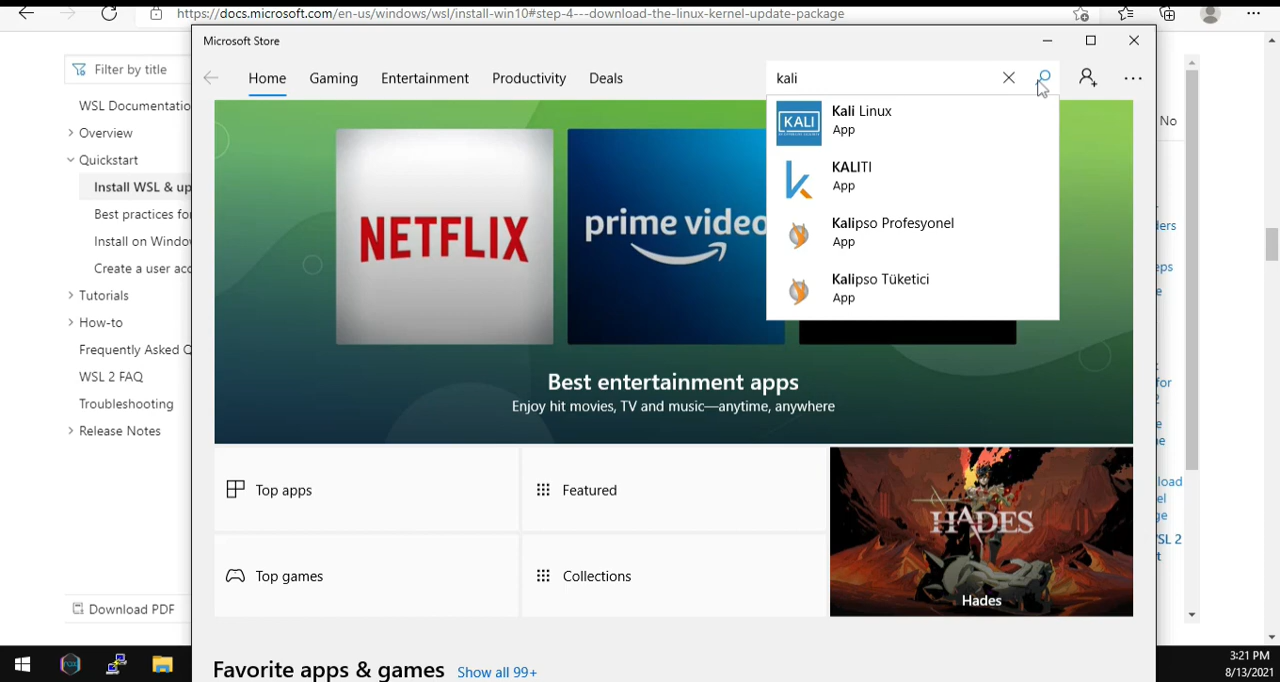 https://docs.microsoft.com/en-us/windows/wsl/install-win10#step-4---download-the-linux-kernel-update-package
Microsoft Store
Filter by title
Home
Gaming
Entertainment
Productivity
Deals
kali
WSL
Overview
Quickstart
Install WSL & up
Best practices for
Install on
Create a user
Tutorials
How-to
Frequently Asked Q
WSL 2 FAQ
Troubleshooting
Release Notes
Download PDF
KALI
Kali Linux
App
KALITI
App
Kalipso Profesyonel
App
Kalipso Tüketici
App
No
NETFLIX
prime video
Best entertainment apps
Enjoy hit movies, TV and music—anytime, anywhere
Top apps
Featured
HADES
Hades
Top games
Collections
Favorite apps & games
Show all 99+
for
2
3:21 PM
8/13/2021